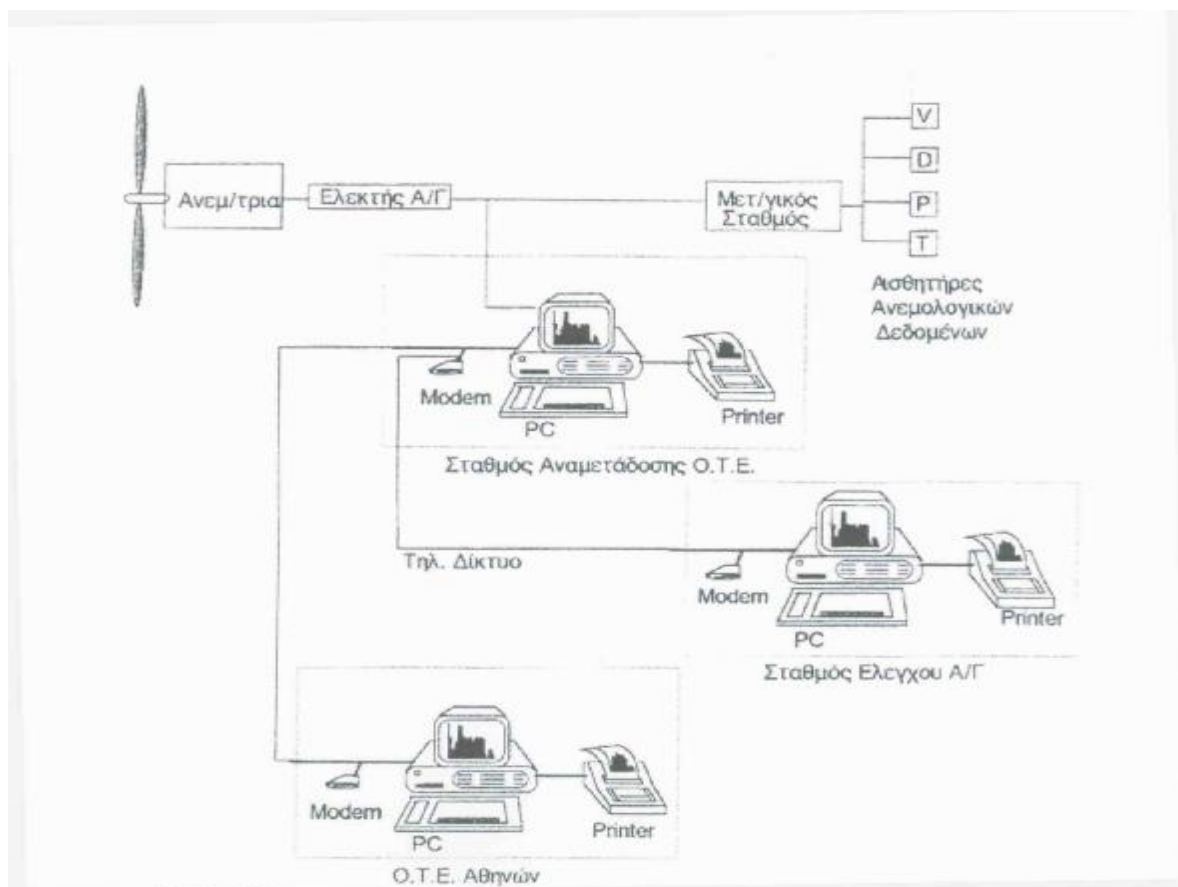 V
D
P
T
Ανεμ/τρια
Ελεκτής Α/Γ
Μετ/γικός
Σταθμός
Αισθητήρες
Ανεμολογικών
Δεδομένων
Modem
PC
Printer
Σταθμός Αναμετάδοσης Ο.Τ.Ε.
Τηλ. Δίκτυο
Modem
PC
Printer
Σταθμός Ελεγχου Α/Γ
Modem
PC
Printer
Ο.Τ.Ε. Αθηνών